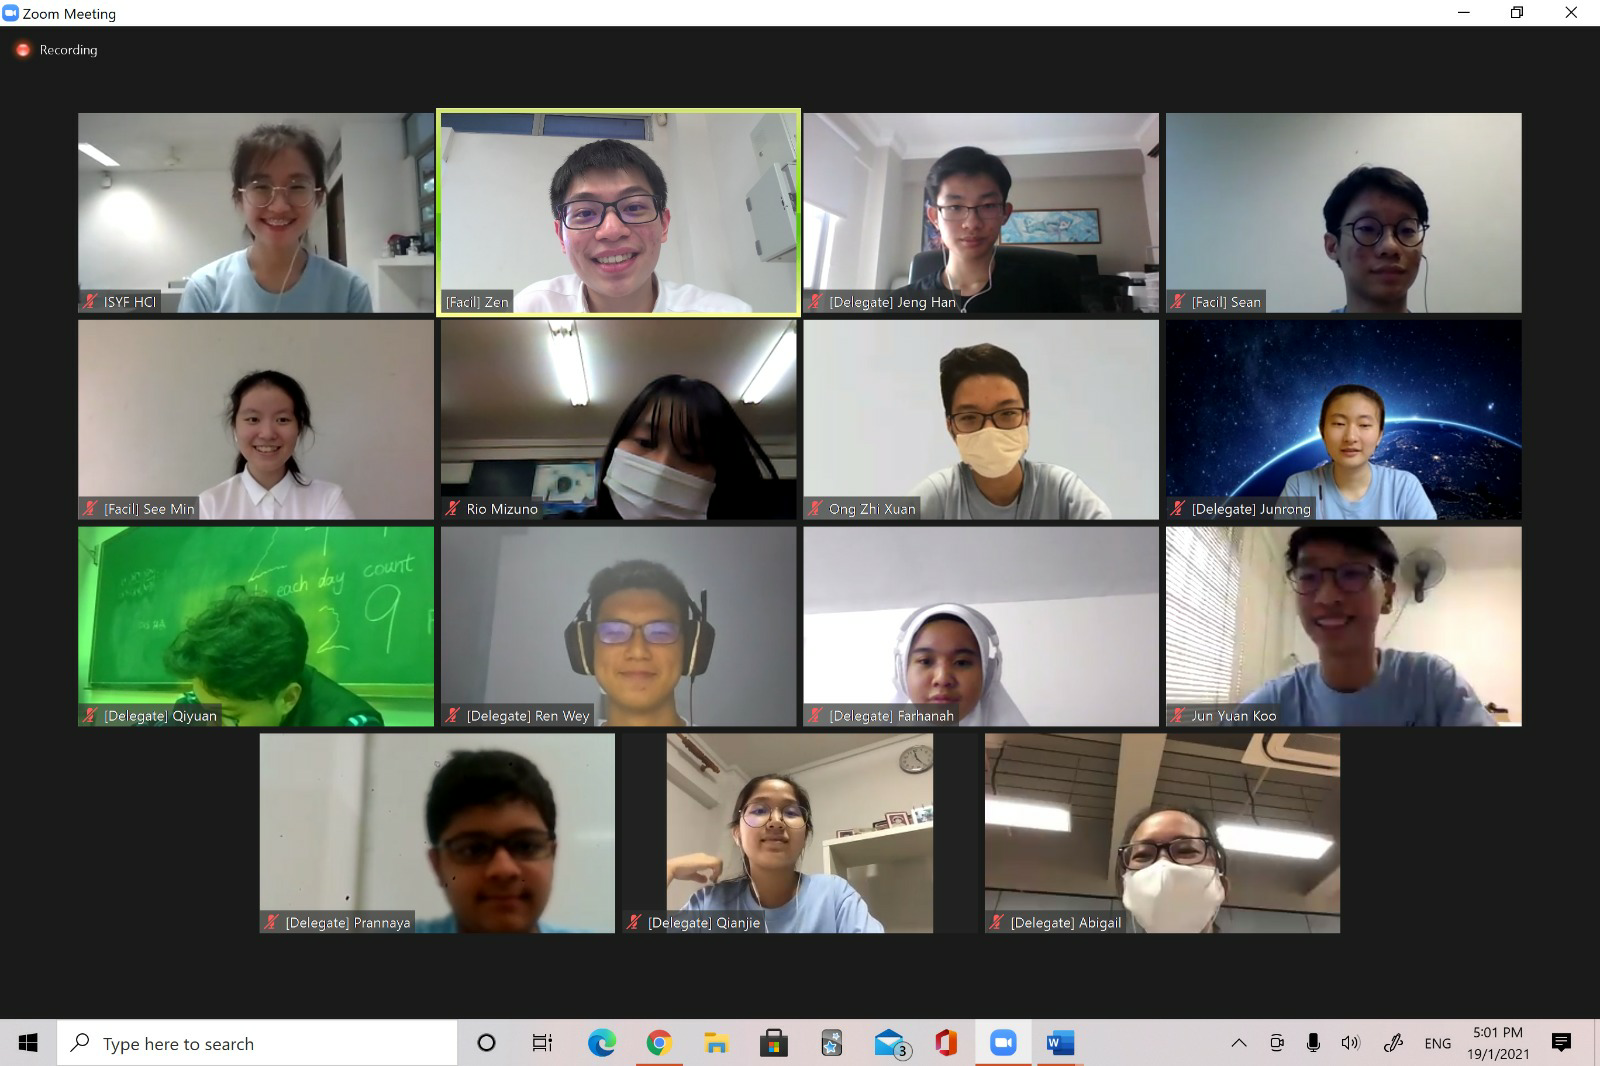 Zoom Meeting
Recording
ISYF HCI
[Facil] Zen
[Delegate] Jeng Han
[Facil] Sean
[Facil] See Min
Rio Mizuno
Ong Zhi Xuan
[Delegate] Junrong
each day count
9
[Delegate] Qiyuan
[Delegate] Ren Wey
[Delegate] Farhanah
Jun Yuan Koo
[Delegate] Prannaya
[Delegate] Qianjie
[Delegate] Abigail
Type here to search
3
W
ENG
5:01 PM
19/1/2021